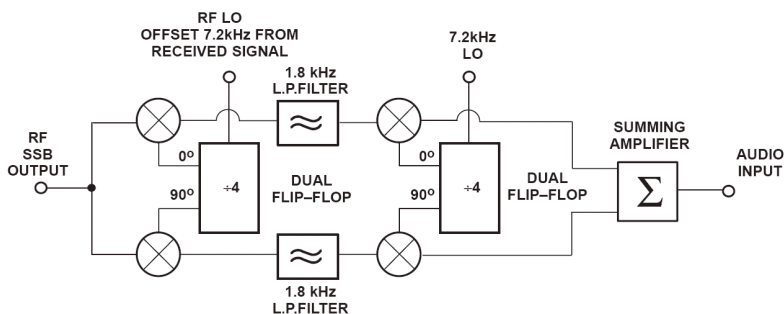 RF LO
OFFSET 7.2kHz FROM
RECEIVED SIGNAL
7.2kHz
LO
1.8 kHz
L.P.FILTER
RF
SSB
OUTPUT
0º
90º
÷4
DUAL
FLIP–FLOP
0º
90º
÷4
DUAL
FLIP–FLOP
SUMMING
AMPLIFIER
Σ
AUDIO
INPUT
1.8 kHz
L.P.FILTER